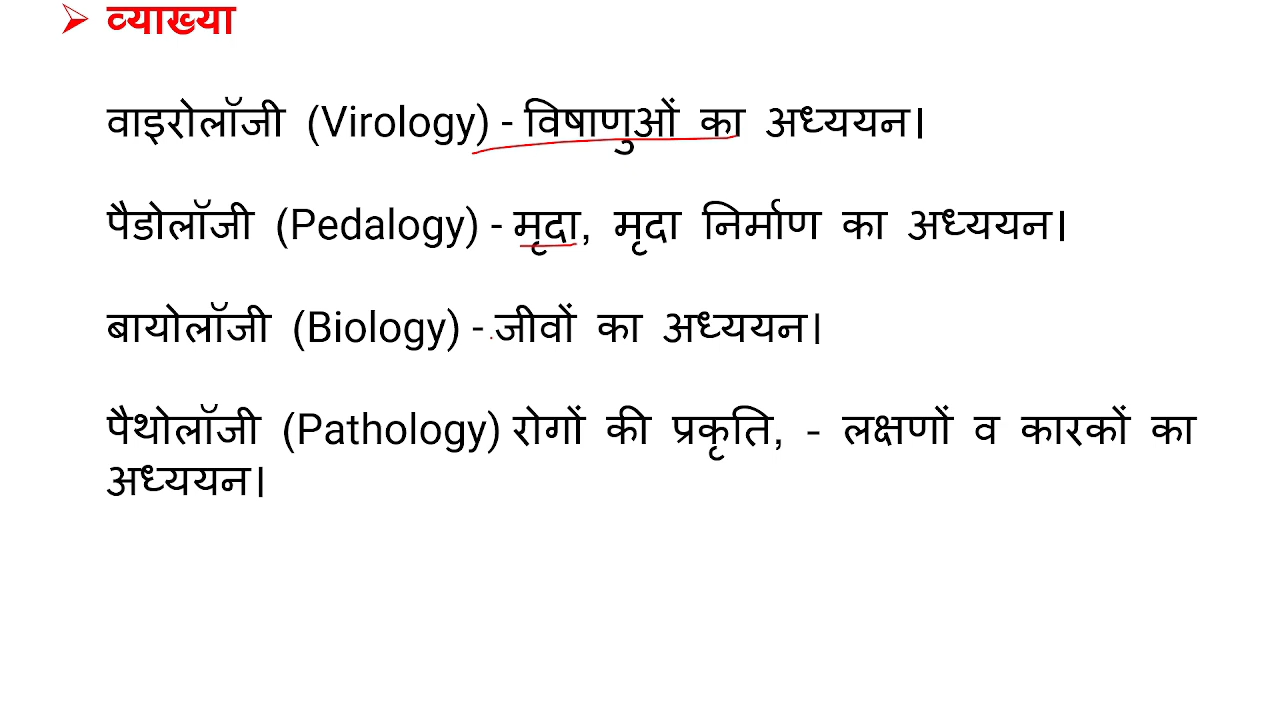 ➢ व्याख्या
वाइरोलॉजी (Virology) - विषाणुओं का अध्ययन।
पैडोलॉजी (Pedalogy) - मृदा, मृदा निर्माण का अध्ययन।
बायोलॉजी (Biology) - जीवों का अध्ययन।
पैथोलॉजी (Pathology) रोगों की प्रकृति, - लक्षणों व कारकों का
अध्ययन।